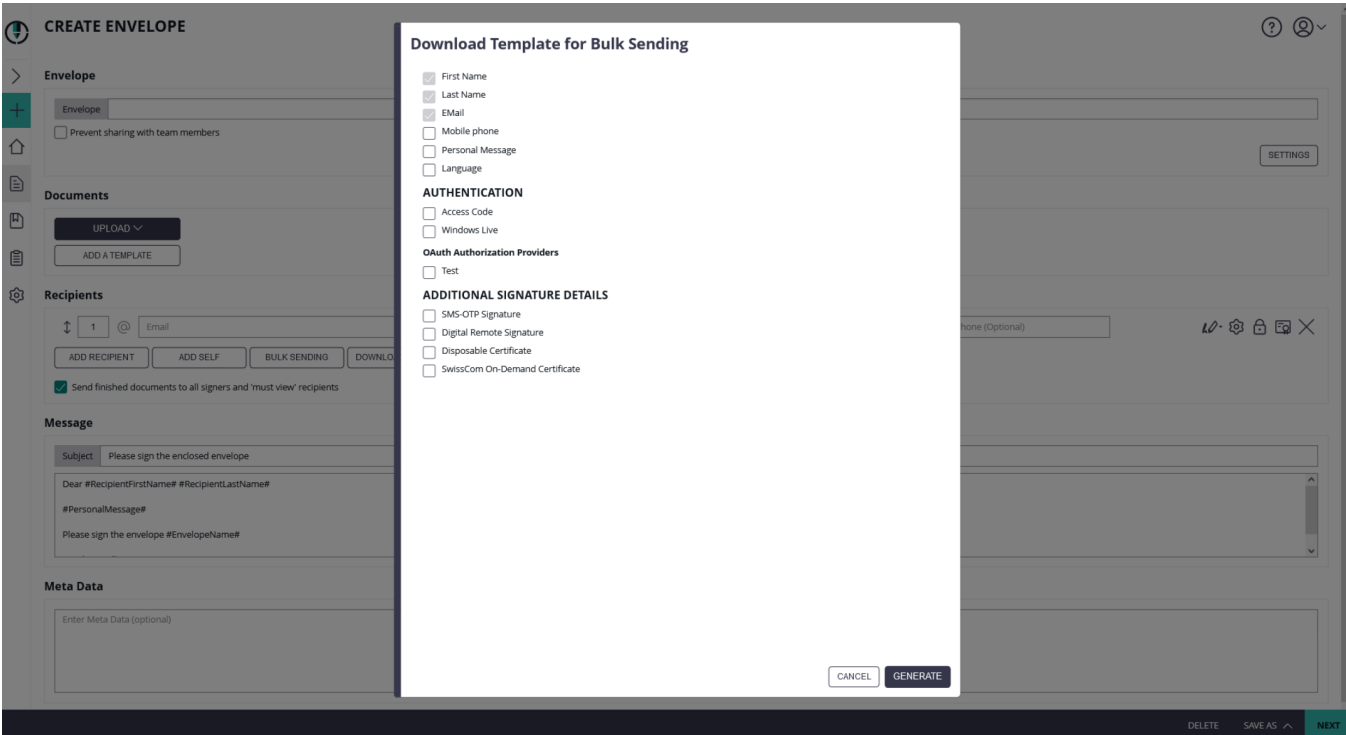 CREATE ENVELOPE
Envelope
Envelope
Prevent sharing with team members
SETTINGS
Documents
UPLOAD
ADD A TEMPLATE
Recipients
1 @ Email
hone (Optional)
ADD RECIPIENT ADD SELF BULK SENDING DOWNLO
Send finished documents to all signers and 'must view' recipients
Message
Subject Please sign the enclosed envelope
Dear #RecipientFirstName# #RecipientLastName#
#PersonalMessage#
Please sign the envelope #EnvelopeName#
Meta Data
Enter Meta Data (optional)
Download Template for Bulk Sending
First Name
Last Name
EMail
Mobile phone
Personal Message
Language
AUTHENTICATION
Access Code
Windows Live
OAuth Authorization Providers
Test
ADDITIONAL SIGNATURE DETAILS
SMS-OTP Signature
Digital Remote Signature
Disposable Certificate
SwissCom On-Demand Certificate
CANCEL GENERATE
DELETE SAVE AS NEXT